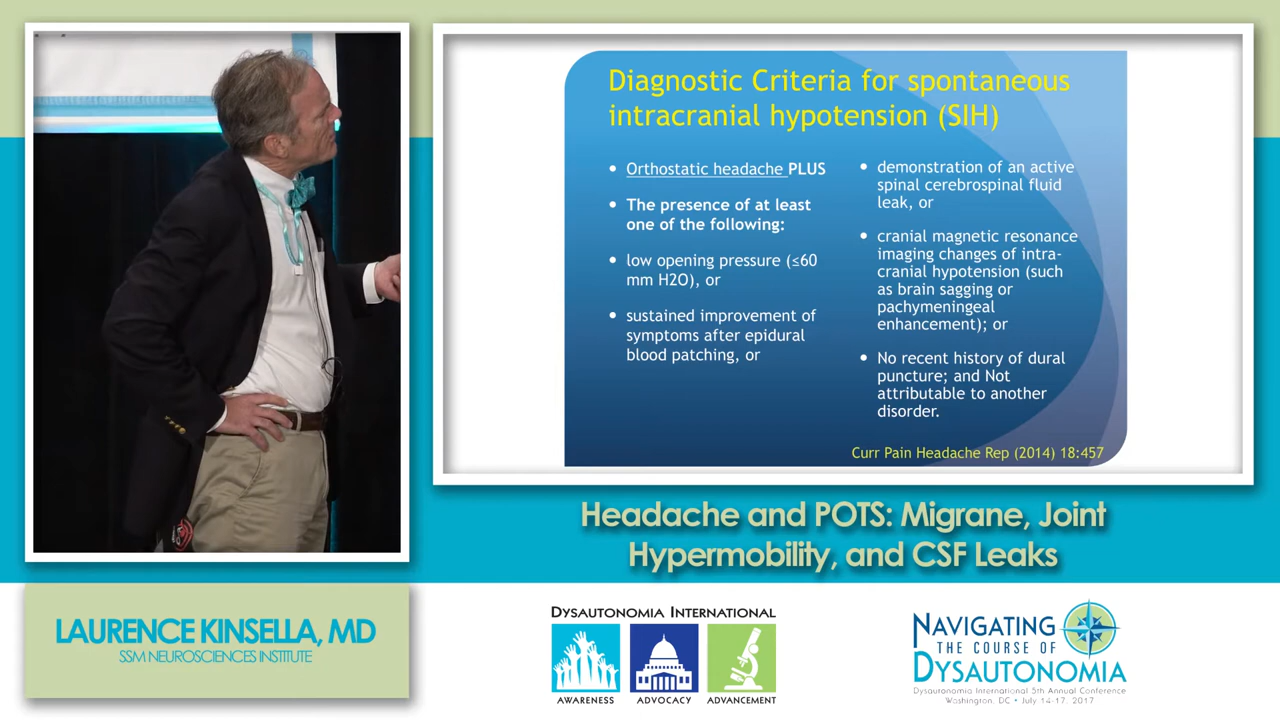 Diagnostic Criteria for spontaneous
intracranial hypotension (SIH)
• Orthostatic headache PLUS
• The presence of at least
one of the following:
• low opening pressure (≤60
mm H2O), or
• sustained improvement of
symptoms after epidural
blood patching, or
• demonstration of an active
spinal cerebrospinal fluid
leak, or
• cranial magnetic resonance
imaging changes of intra-
cranial hypotension (such
as brain sagging or
pachymeningeal
enhancement); or
• No recent history of dural
puncture; and Not
attributable to another
disorder.
Curr Pain Headache Rep (2014) 18:457
Headache and POTS: Migrane, Joint
Hypermobility, and CSF Leaks
LAURENCE KINSELLA, MD
SSM NEUROSCIENCES INSTITUTE
DYSAUTONOMIA INTERNATIONAL
AWARENESS ADVOCACY ADVANCEMENT
NAVIGATING
THE COURSE OF
DYSAUTONOMIA
Dysautonomia International 5th Annual Conference
Washington, DC • July 14-17, 2017